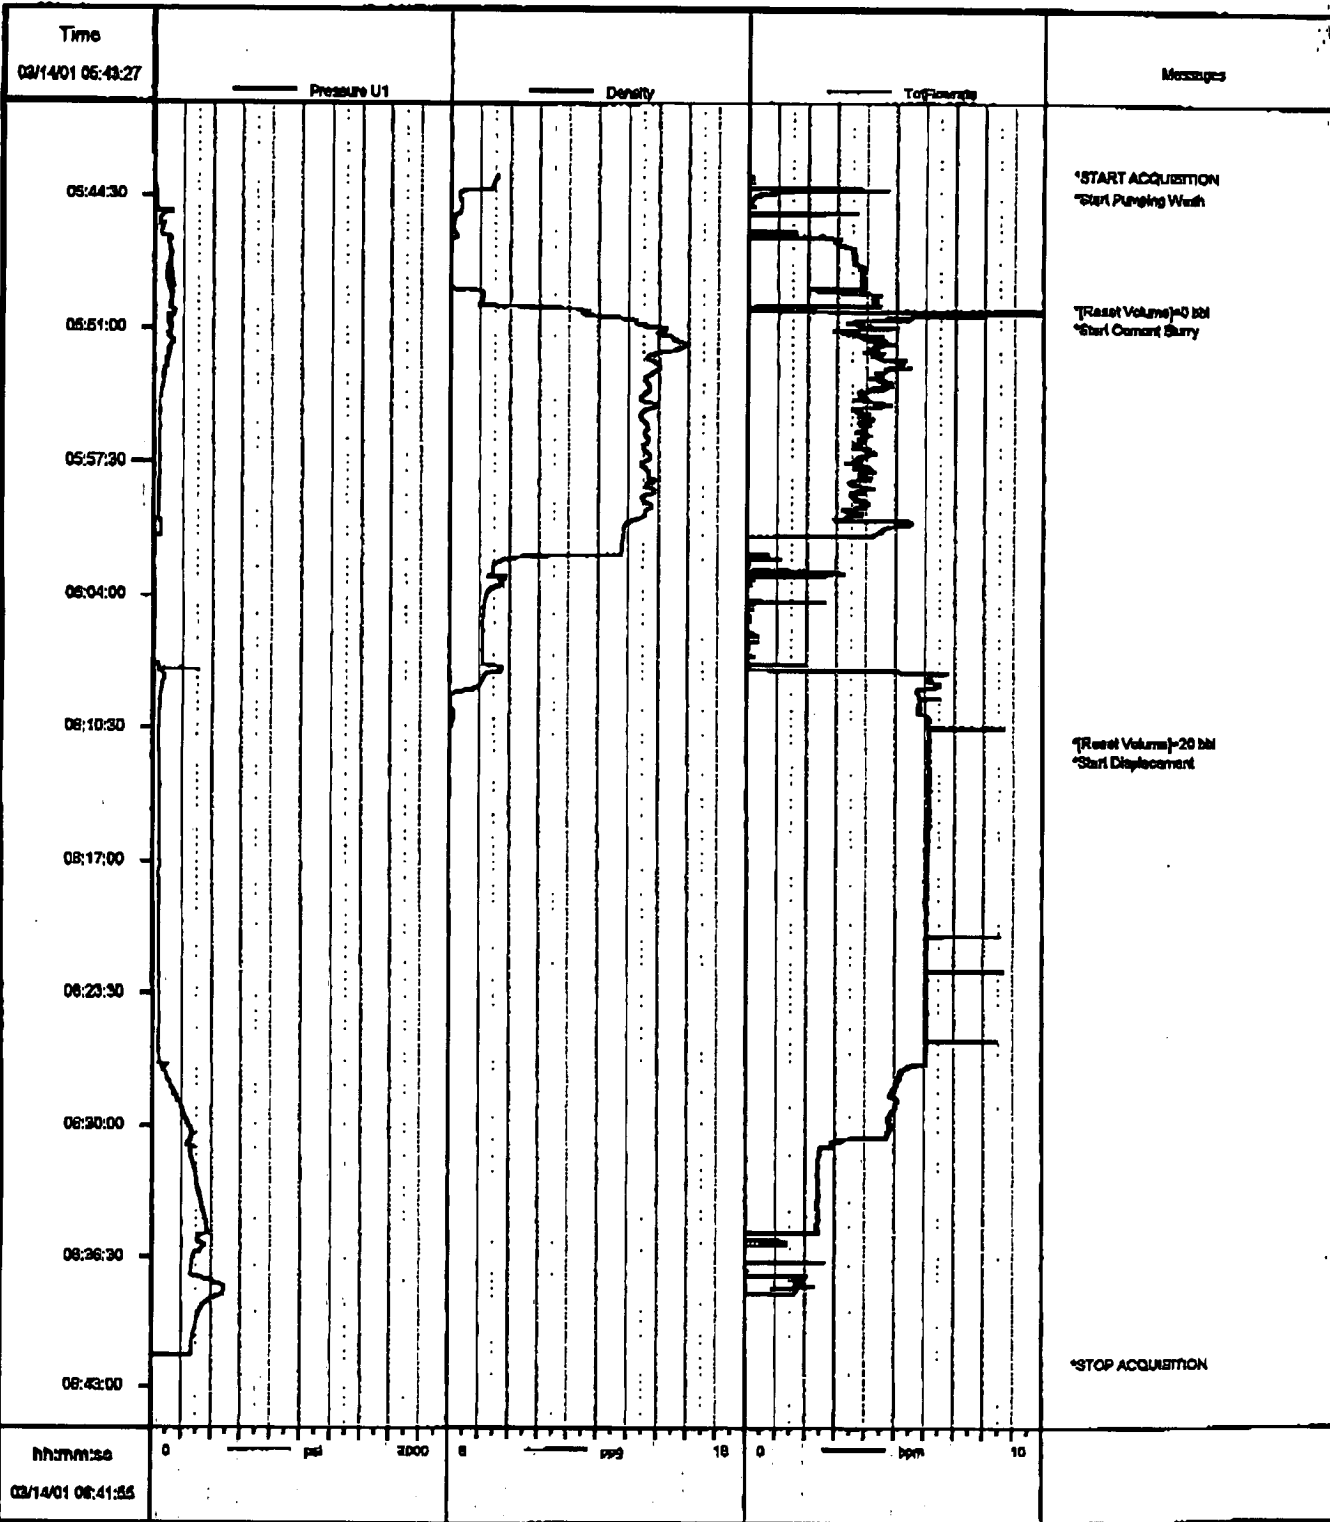 Time
03/14/01 05:43:27
Pressure U1
Density
TotFlowrate
Messages
05:44:30
*START ACQUISITION
*Start Pumping Wash
05:51:00
*[Reset Volume]=0 bbl
*Start Cement Slurry
05:57:30
06:04:00
06:10:30
*[Reset Volume]=20 bbl
*Start Displacement
06:17:00
06:23:30
06:30:00
06:36:30
*STOP ACQUISITION
06:43:00
hh:mm:ss
0 psi 2000
6 ppg 18
0 bpm 10
03/14/01 06:41:55